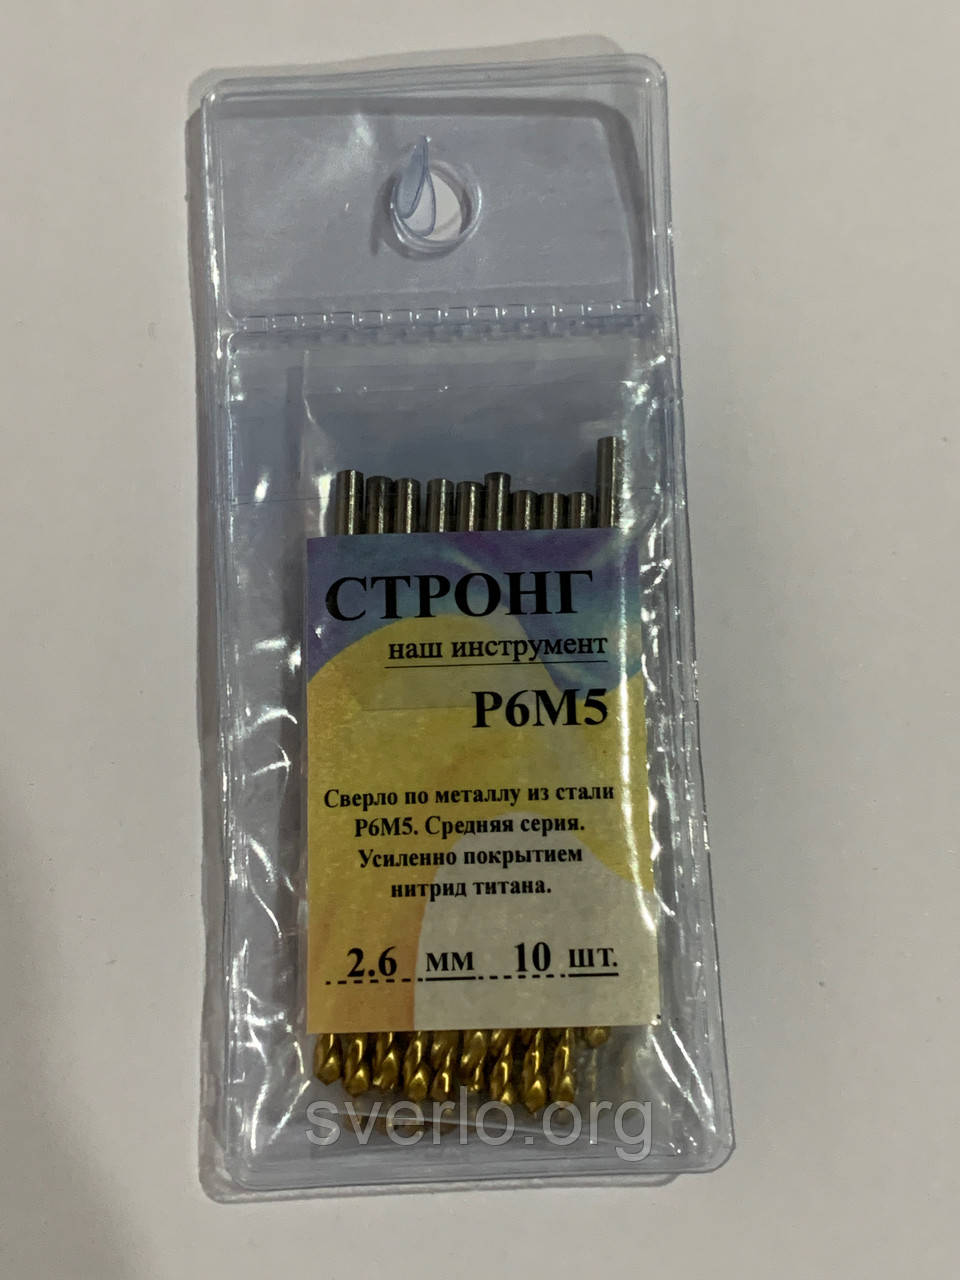 СТРОНГ
наш инструмент
Р6М5
Сверло по металлу из стали
Р6М5. Средняя серия.
Усиленно покрытием
нитрид титана.
2.6 мм 10 шт.
sverlo.org